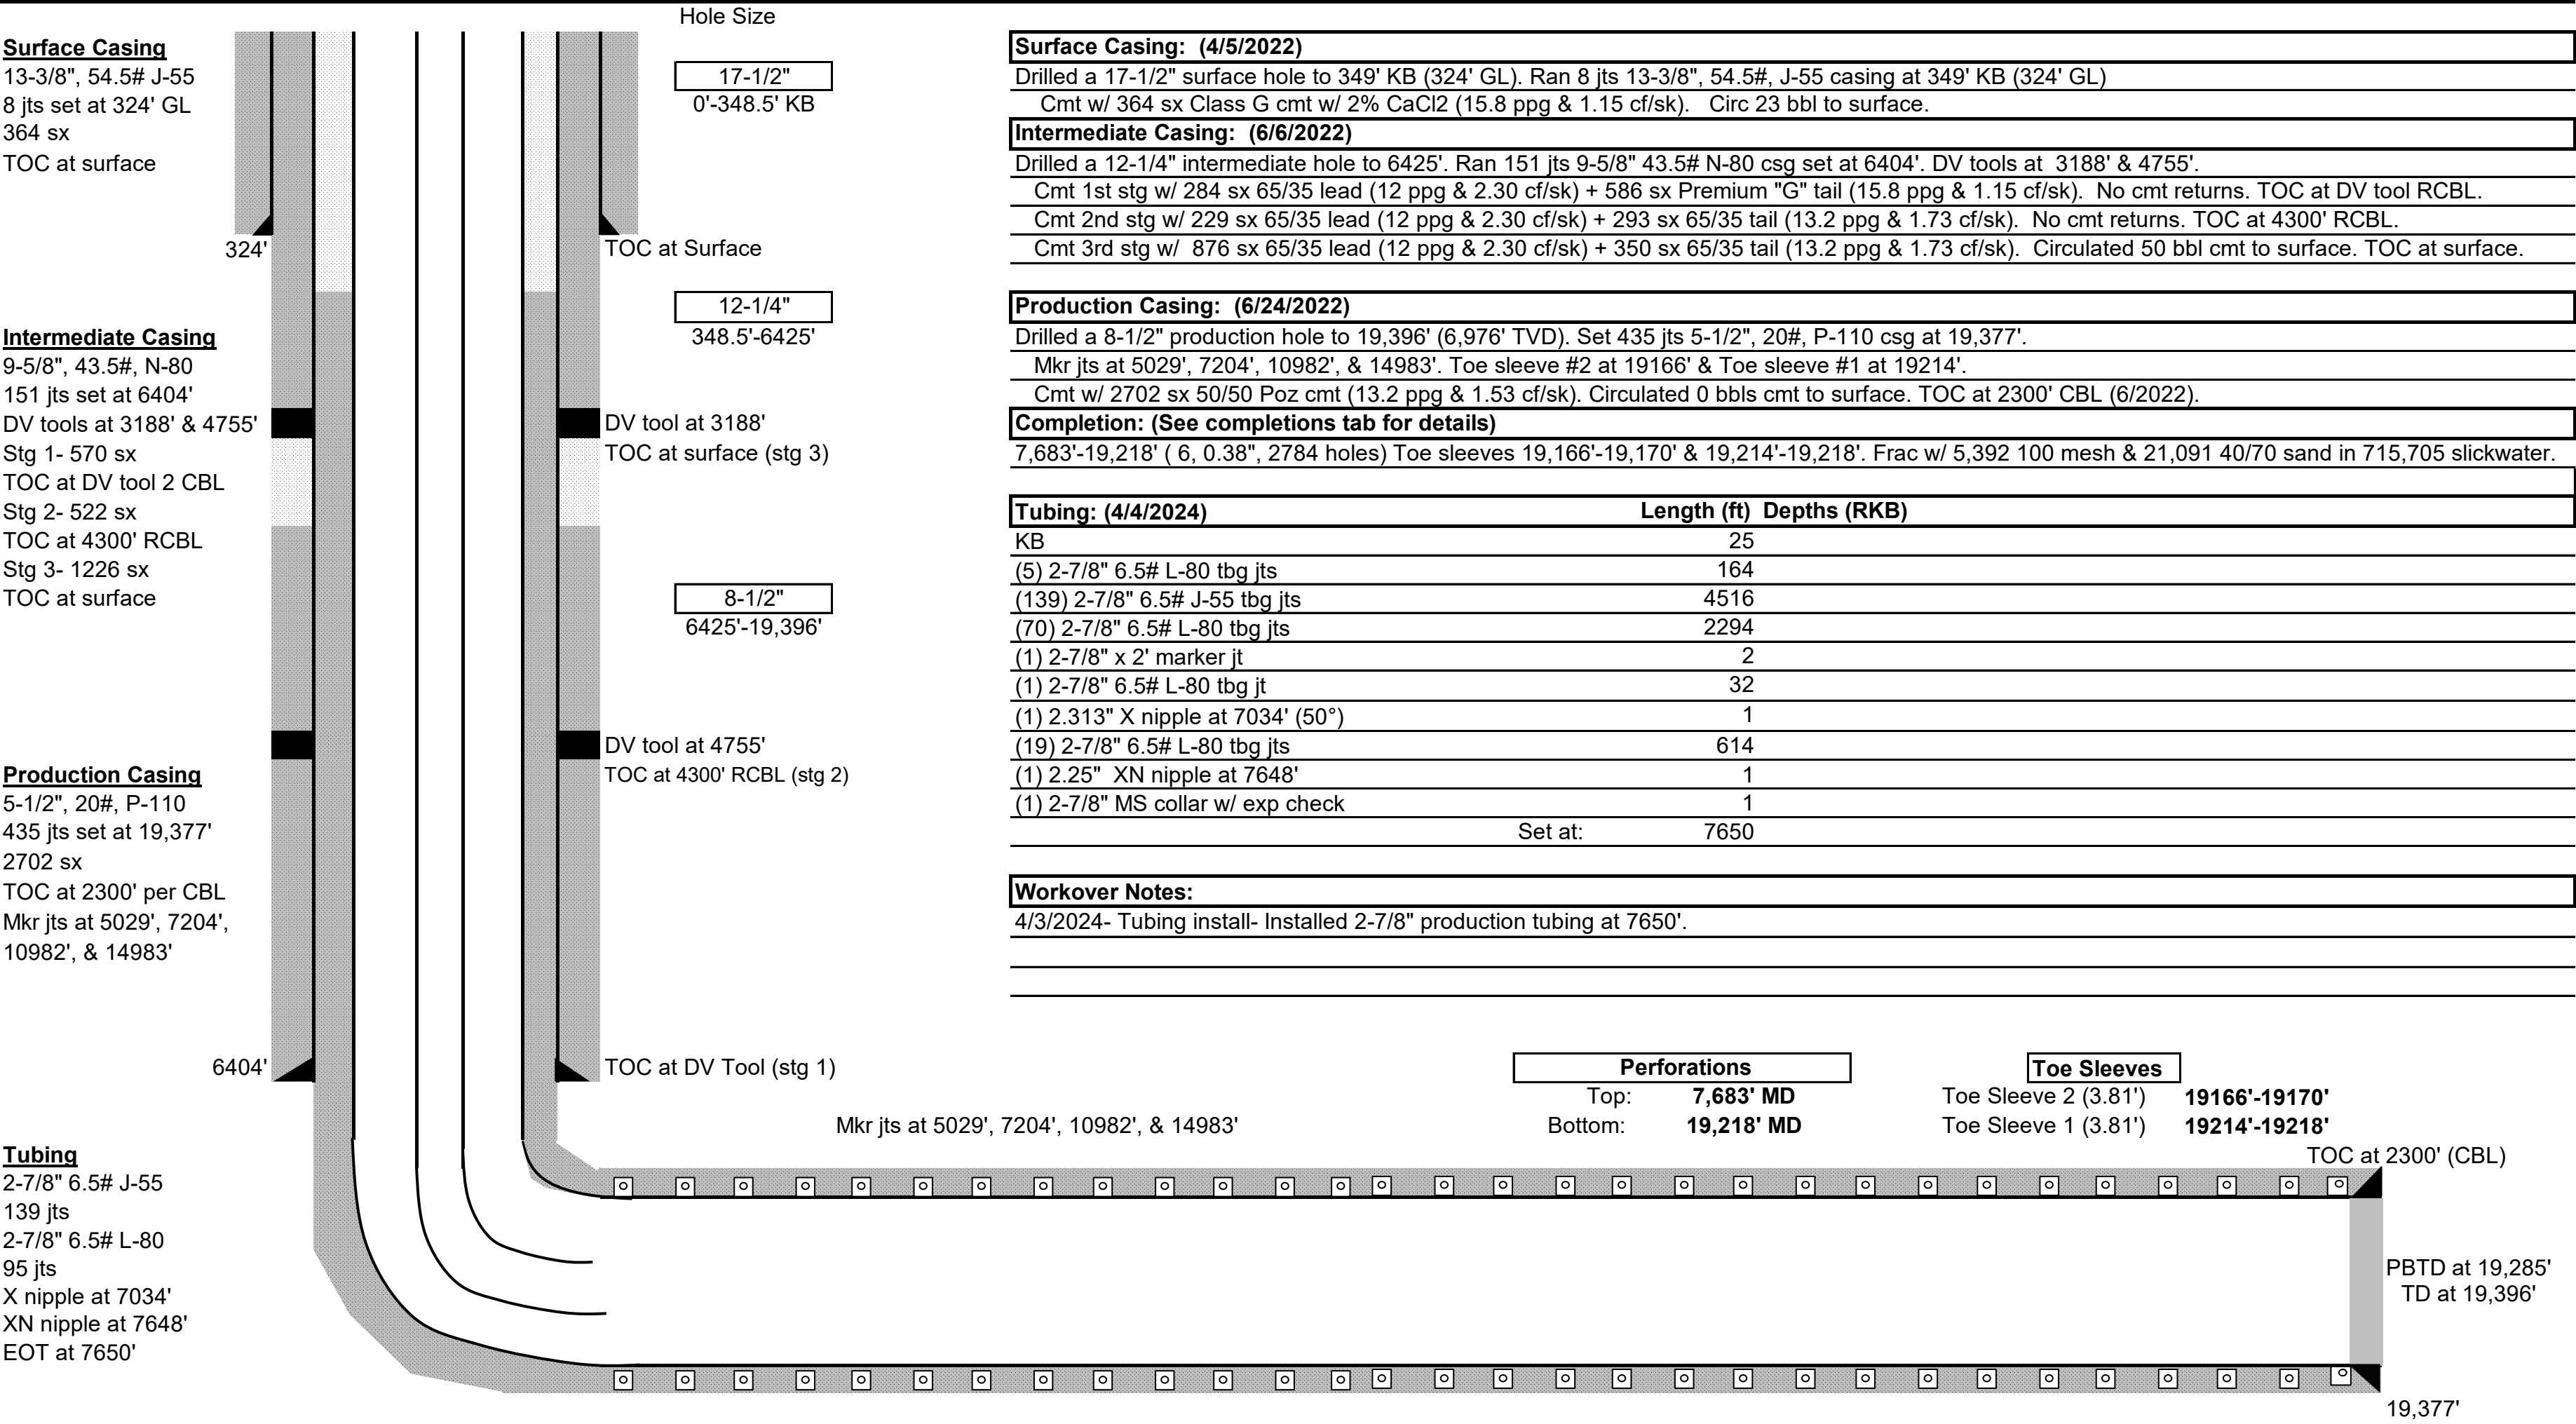 Hole Size
Surface Casing
13-3/8", 54.5# J-55
8 jts set at 324' GL
364 sx
TOC at surface
324'
Intermediate Casing
9-5/8", 43.5#, N-80
151 jts set at 6404'
DV tools at 3188' & 4755'
Stg 1- 570 sx
TOC at DV tool 2 CBL
Stg 2- 522 sx
TOC at 4300' RCBL
Stg 3- 1226 sx
TOC at surface
Production Casing
5-1/2", 20#, P-110
435 jts set at 19,377'
2702 sx
TOC at 2300' per CBL
Mkr jts at 5029', 7204',
10982', & 14983'
6404'
Tubing
2-7/8" 6.5# J-55
139 jts
2-7/8" 6.5# L-80
95 jts
X nipple at 7034'
XN nipple at 7648'
EOT at 7650'
17-1/2"
0'-348.5' KB
TOC at Surface
12-1/4"
348.5'-6425'
DV tool at 3188'
TOC at surface (stg 3)
8-1/2"
6425'-19,396'
DV tool at 4755'
TOC at 4300' RCBL (stg 2)
TOC at DV Tool (stg 1)
Surface Casing: (4/5/2022)
Drilled a 17-1/2" surface hole to 349' KB (324' GL). Ran 8 jts 13-3/8", 54.5#, J-55 casing at 349' KB (324' GL)
Cmt w/ 364 sx Class G cmt w/ 2% CaCl2 (15.8 ppg & 1.15 cf/sk). Circ 23 bbl to surface.
Intermediate Casing: (6/6/2022)
Drilled a 12-1/4" intermediate hole to 6425'. Ran 151 jts 9-5/8" 43.5# N-80 csg set at 6404'. DV tools at 3188' & 4755'.
Cmt 1st stg w/ 284 sx 65/35 lead (12 ppg & 2.30 cf/sk) + 586 sx Premium "G" tail (15.8 ppg & 1.15 cf/sk). No cmt returns. TOC at DV tool RCBL.
Cmt 2nd stg w/ 229 sx 65/35 lead (12 ppg & 2.30 cf/sk) + 293 sx 65/35 tail (13.2 ppg & 1.73 cf/sk). No cmt returns. TOC at 4300' RCBL.
Cmt 3rd stg w/ 876 sx 65/35 lead (12 ppg & 2.30 cf/sk) + 350 sx 65/35 tail (13.2 ppg & 1.73 cf/sk). Circulated 50 bbl cmt to surface. TOC at surface.
Production Casing: (6/24/2022)
Drilled a 8-1/2" production hole to 19,396' (6,976' TVD). Set 435 jts 5-1/2", 20#, P-110 csg at 19,377'.
Mkr jts at 5029', 7204', 10982', & 14983'. Toe sleeve #2 at 19166' & Toe sleeve #1 at 19214'.
Cmt w/ 2702 sx 50/50 Poz cmt (13.2 ppg & 1.53 cf/sk). Circulated 0 bbls cmt to surface. TOC at 2300' CBL (6/2022).
Completion: (See completions tab for details)
7,683'-19,218' ( 6, 0.38", 2784 holes) Toe sleeves 19,166'-19,170' & 19,214'-19,218'. Frac w/ 5,392 100 mesh & 21,091 40/70 sand in 715,705 slickwater.
Tubing: (4/4/2024) Length (ft) Depths (RKB)
KB 25
(5) 2-7/8" 6.5# L-80 tbg jts 164
(139) 2-7/8" 6.5# J-55 tbg jts 4516
(70) 2-7/8" 6.5# L-80 tbg jts 2294
(1) 2-7/8" x 2' marker jt 2
(1) 2-7/8" 6.5# L-80 tbg jt 32
(1) 2.313" X nipple at 7034' (50°) 1
(19) 2-7/8" 6.5# L-80 tbg jts 614
(1) 2.25" XN nipple at 7648' 1
(1) 2-7/8" MS collar w/ exp check 1
Set at: 7650
Workover Notes:
4/3/2024- Tubing install- Installed 2-7/8" production tubing at 7650'.
Perforations
Top: 7,683' MD
Bottom: 19,218' MD
Toe Sleeves
Toe Sleeve 2 (3.81') 19166'-19170'
Toe Sleeve 1 (3.81') 19214'-19218'
Mkr jts at 5029', 7204', 10982', & 14983'
TOC at 2300' (CBL)
PBTD at 19,285'
TD at 19,396'
19,377'